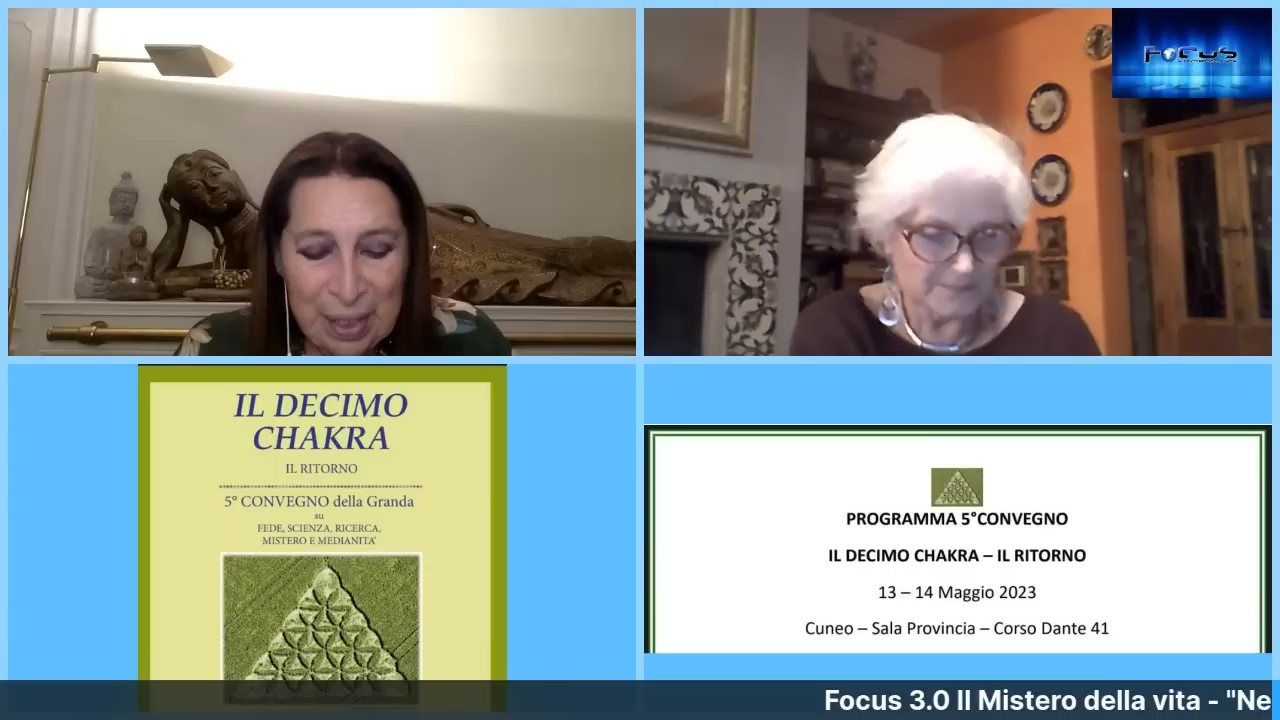 FOCUS
IL DECIMO
CHAKRA
IL RITORNO
5° CONVEGNO della Granda
su
FEDE, SCIENZA, RICERCA,
MISTERO E MEDIANITA'
PROGRAMMA 5°CONVEGNO
IL DECIMO CHAKRA – IL RITORNO
13 – 14 Maggio 2023
Cuneo – Sala Provincia – Corso Dante 41
Focus 3.0 Il Mistero della vita - "Ne